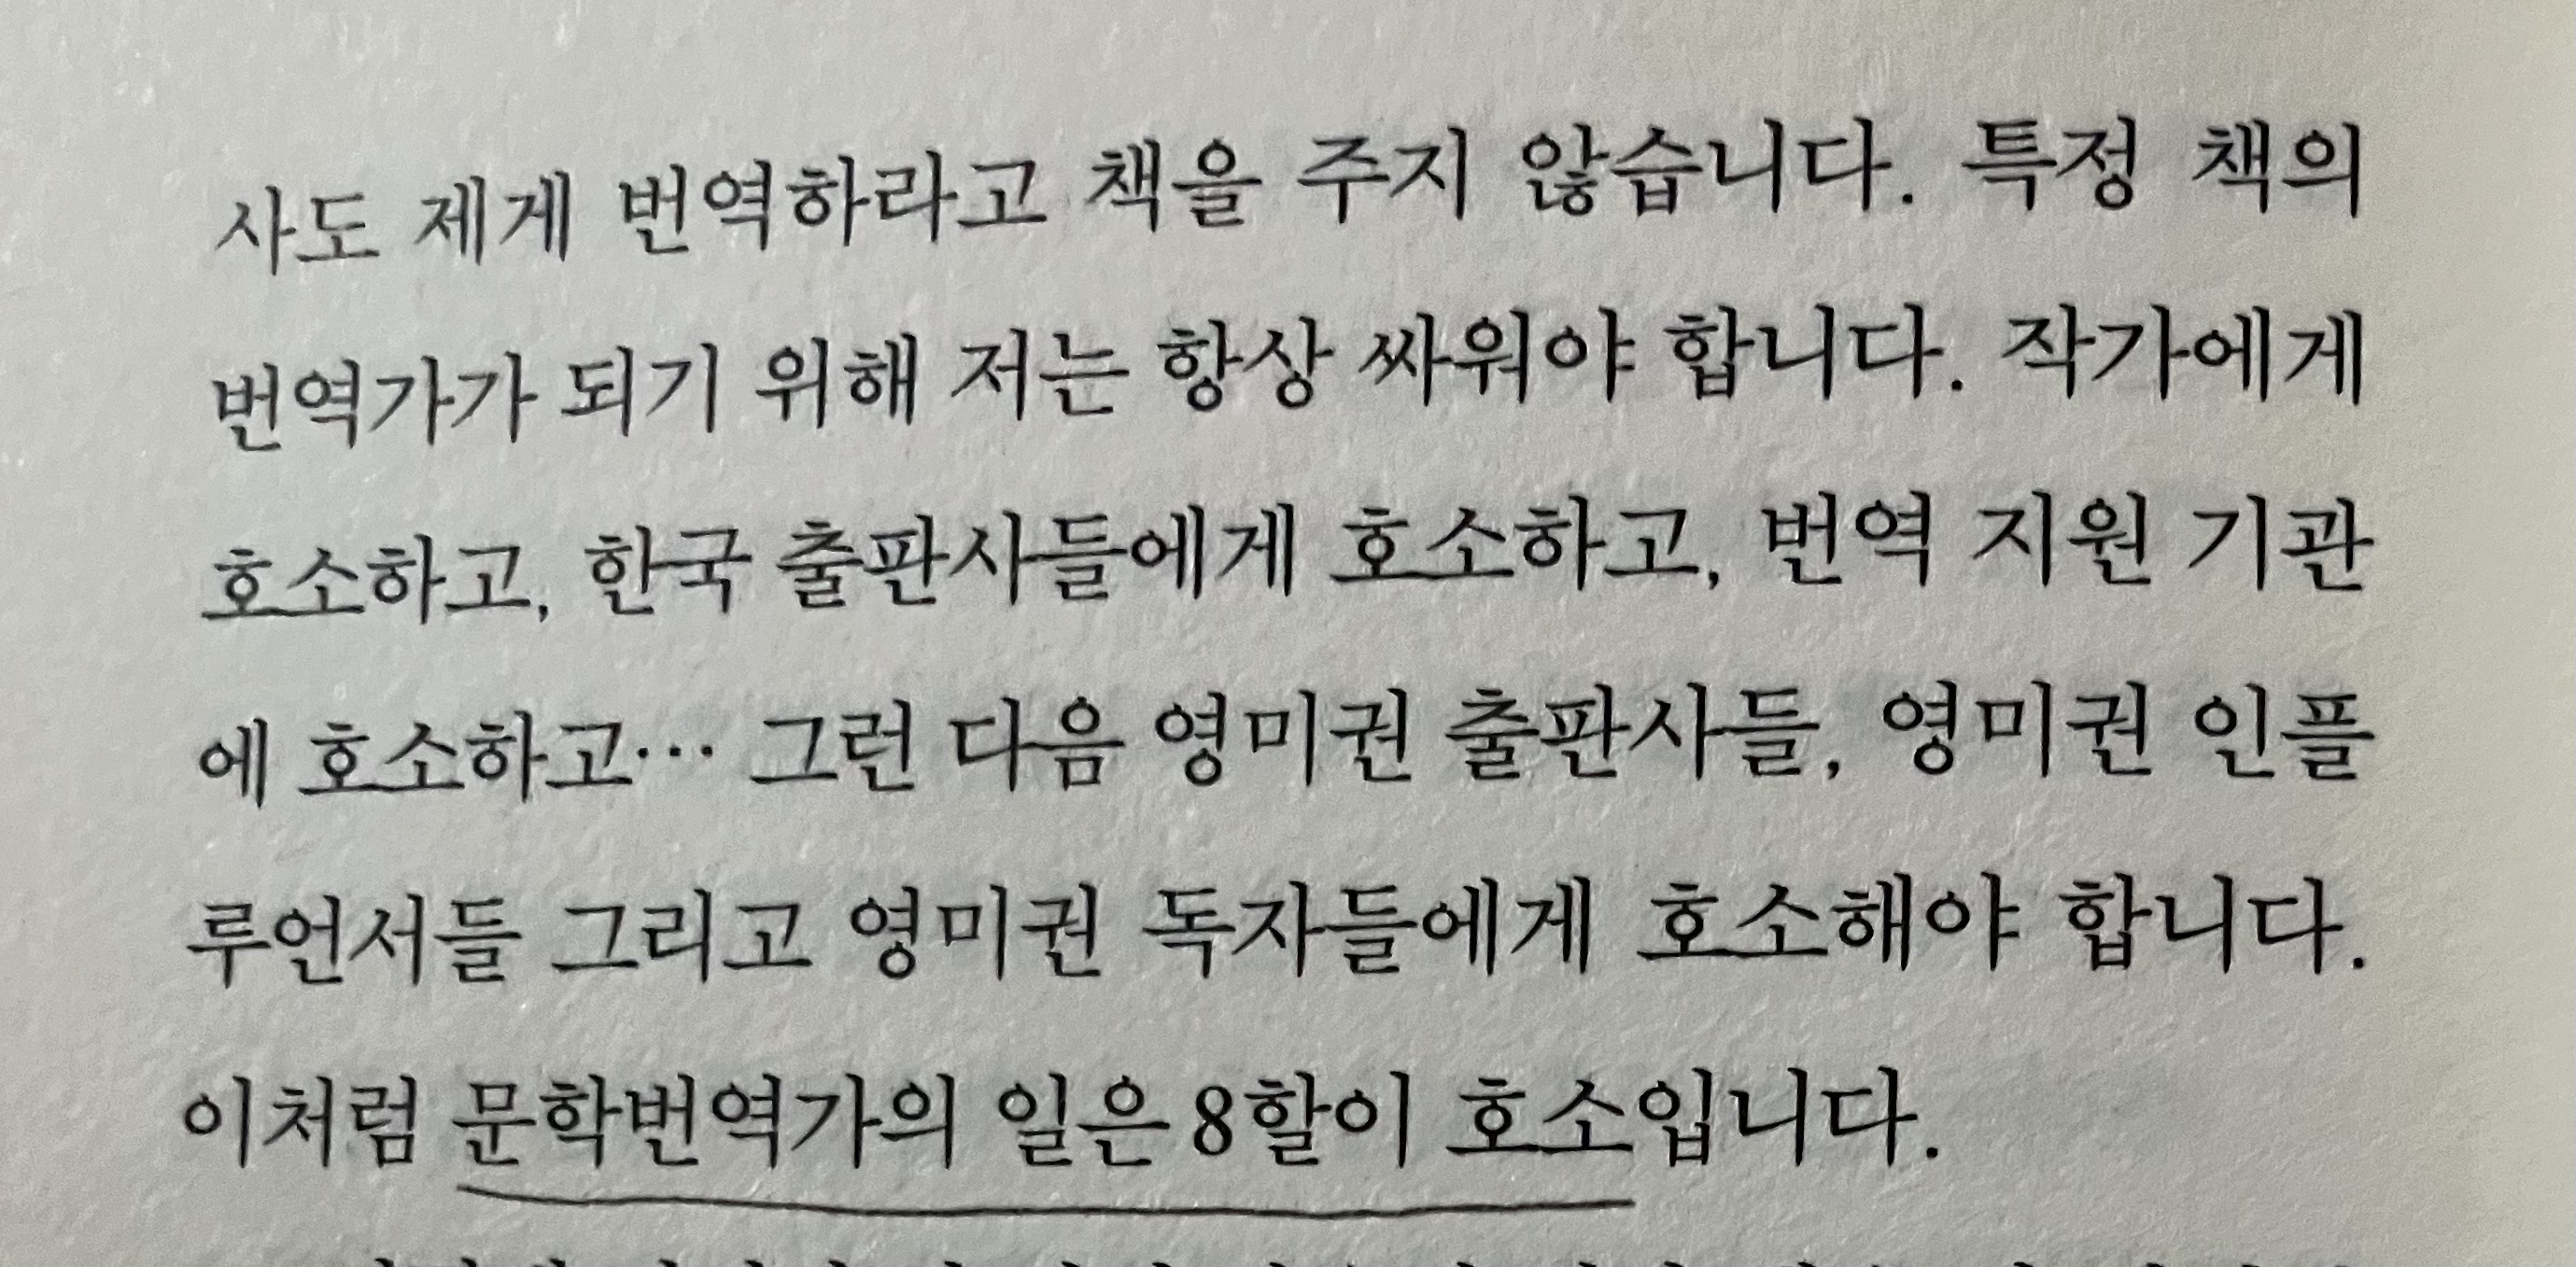 사도 제게 번역하라고 책을 주지 않습니다. 특정 책의
번역가가 되기 위해 저는 항상 싸워야 합니다. 작가에게
호소하고, 한국 출판사들에게 호소하고, 번역 지원 기관
에 호소하고… 그런 다음 영미권 출판사들, 영미권 인플
루언서들 그리고 영미권 독자들에게 호소해야 합니다.
이처럼 문학번역가의 일은 8할이 호소입니다.